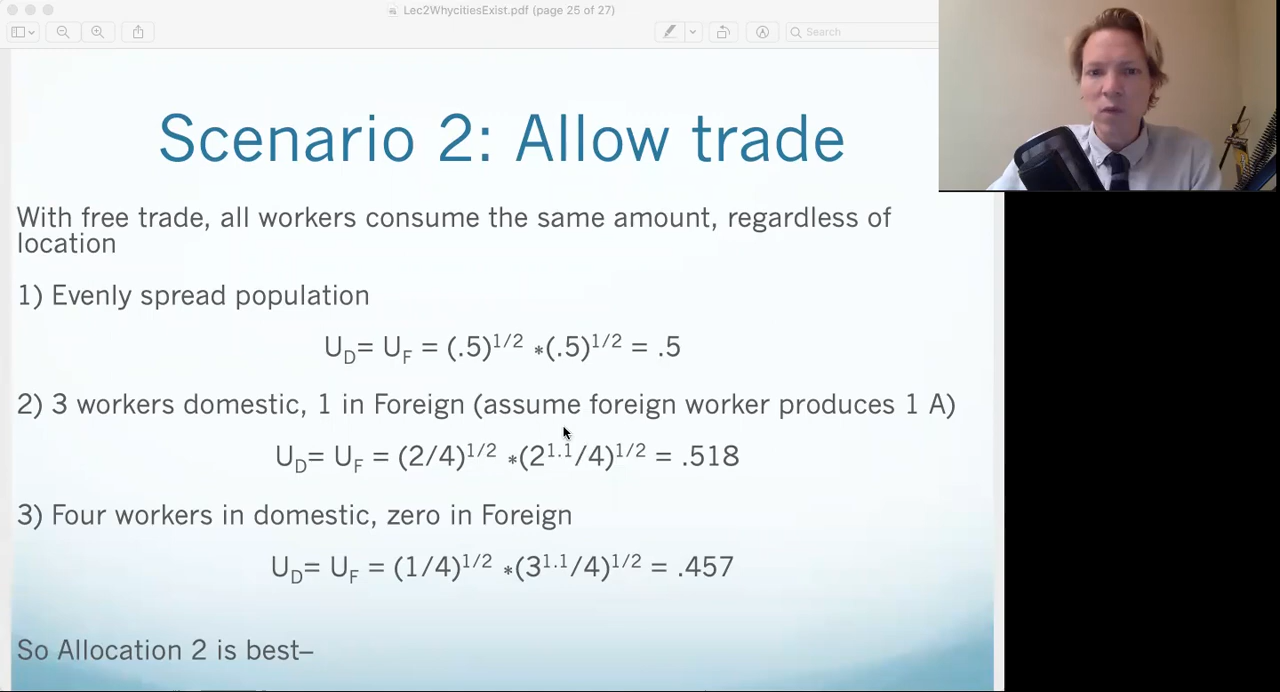 Lec2WhycitiesExist.pdf (page 25 of 27)
Search
Scenario 2: Allow trade
With free trade, all workers consume the same amount, regardless of
location
1) Evenly spread population
U_D= U_F = (.5)^1/2 *(.5)^1/2 = .5
2) 3 workers domestic, 1 in Foreign (assume foreign worker produces 1 A)
U_D= U_F = (2/4)^1/2 *(2^1.1/4)^1/2 = .518
3) Four workers in domestic, zero in Foreign
U_D= U_F = (1/4)^1/2 *(3^1.1/4)^1/2 = .457
So Allocation 2 is best–